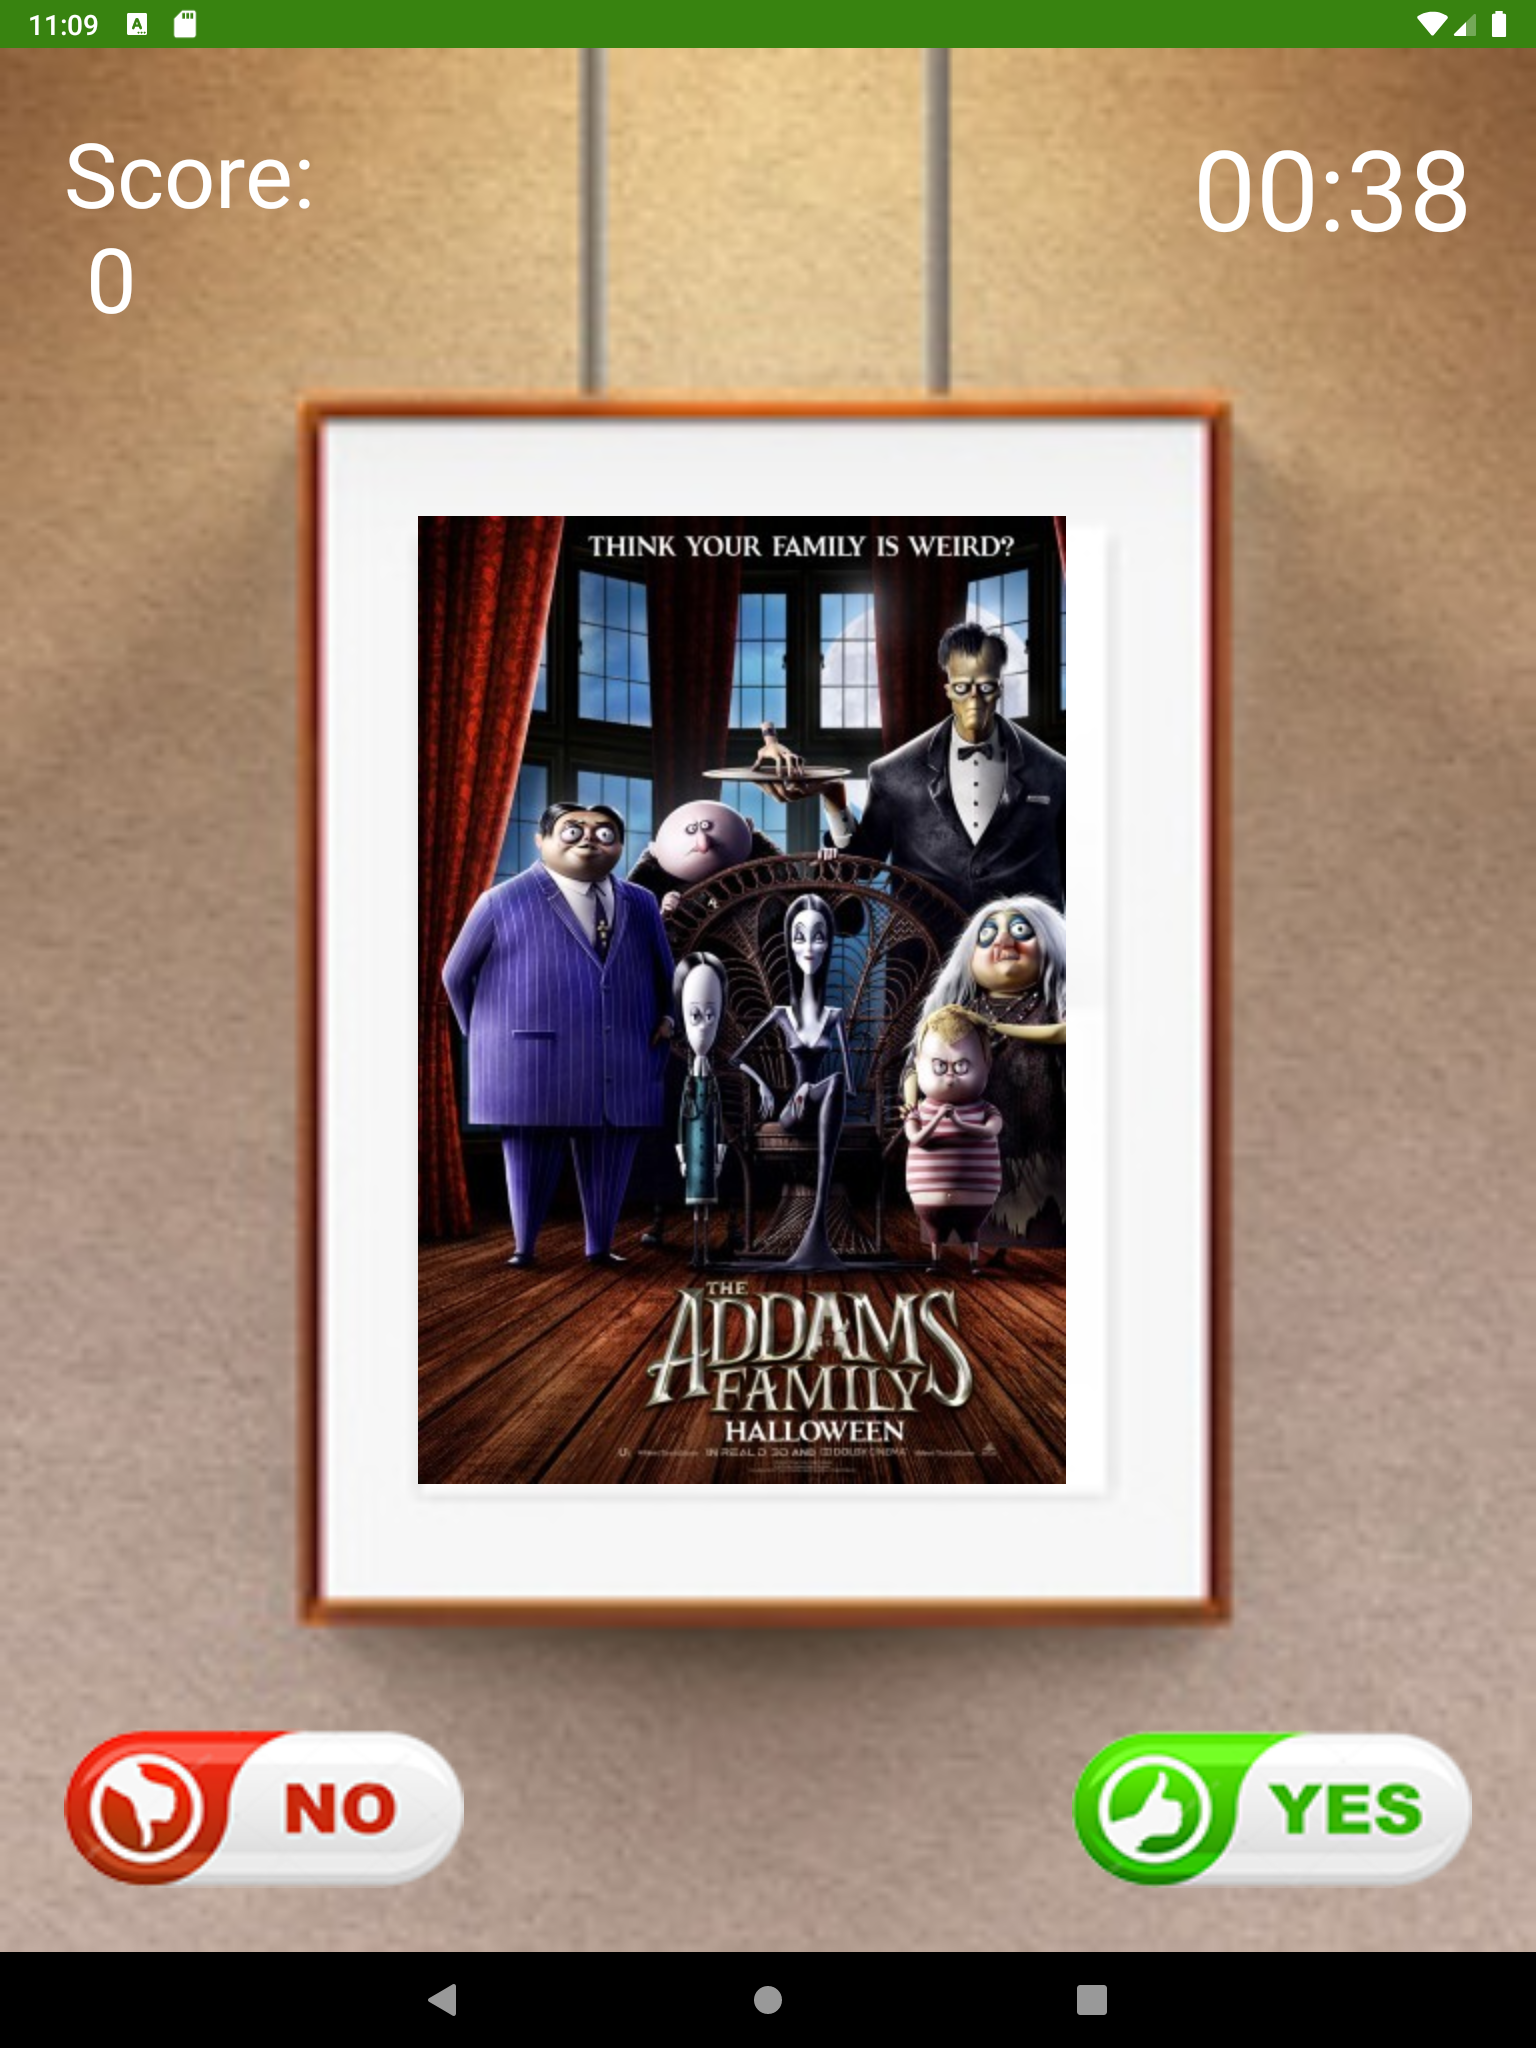 11:09
Score:
0
00:38
THINK YOUR FAMILY IS WEIRD?
THE
ADDAMS
FAMILY
HALLOWEEN
IN REAL D 3D AND DOLBY CINEMA
NO
YES